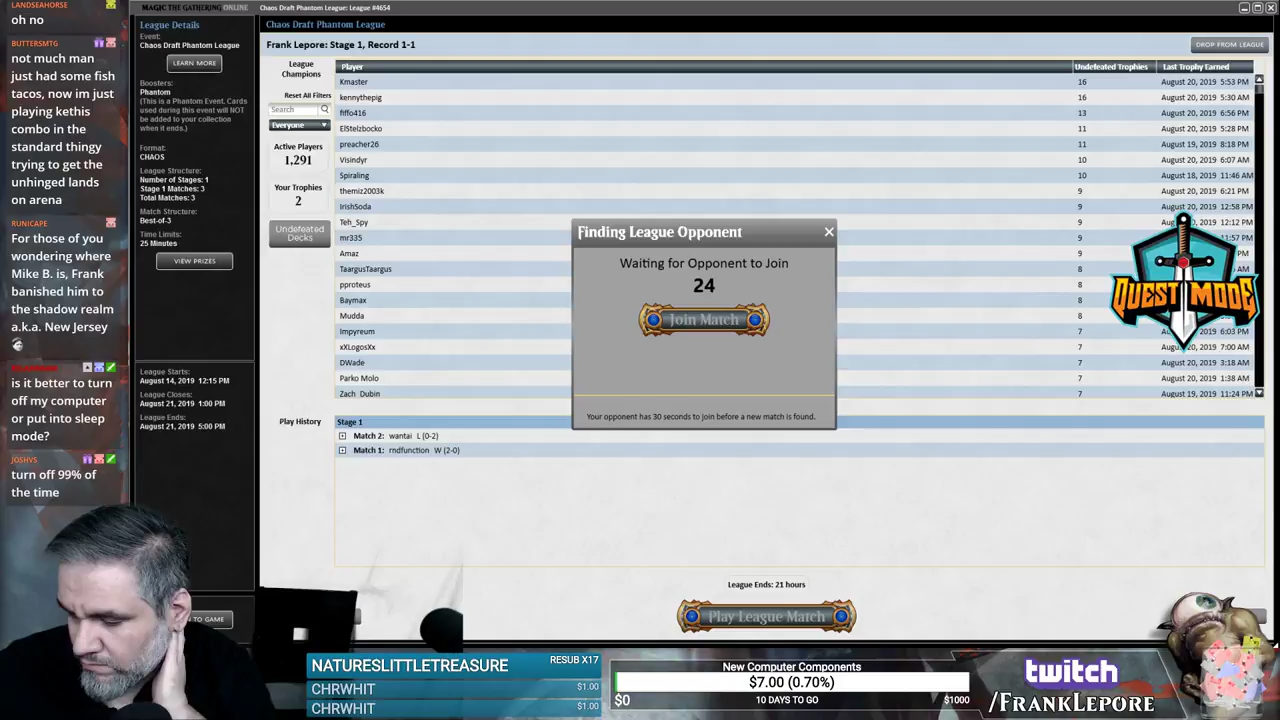 LANDSEAHORSE
oh no
BUTTERSMTG
not much man
just had some fish
tacos, now im just
playing kethis
combo in the
standard thingy
trying to get the
unhinged lands
on arena
RUNICAPE
For those of you
wondering where
Mike B. is, Frank
banished him to
the shadow realm
a.k.a. New Jersey
is it better to turn
off my computer
or put into sleep
mode?
JOSHVS
turn off 99% of
the time
MAGIC THE GATHERING ONLINE
Chaos Draft Phantom League: League #4654
League Details
Event:
Chaos Draft Phantom League
LEARN MORE
Boosters:
Phantom
(This is a Phantom Event. Cards
used during this event will NOT
be added to your collection
when it ends.)
Format:
CHAOS
League Structure:
Number of Stages: 1
Stage 1 Matches: 3
Total Matches: 3
Match Structure:
Best-of-3
Time Limits:
25 Minutes
VIEW PRIZES
League Starts:
August 14, 2019 12:15 PM
League Closes:
August 21, 2019 1:00 PM
League Ends:
August 21, 2019 5:00 PM
TO GAME
Chaos Draft Phantom League
Frank Lepore: Stage 1, Record 1-1
DROP FROM LEAGUE
League
Champions
Reset All Filters
Search
Everyone
Active Players
1,291
Your Trophies
2
Undefeated
Decks
Player Undefeated Trophies Last Trophy Earned
Kmaster 16 August 20, 2019 5:53 PM
kennythepig 16 August 20, 2019 5:30 AM
fiffo416 13 August 20, 2019 6:56 PM
ElStelzbocko 11 August 20, 2019 5:28 PM
preacher26 11 August 19, 2019 8:18 PM
Visindyr 10 August 20, 2019 6:07 AM
Spiraling 10 August 18, 2019 11:46 AM
themiz2003k 9 August 20, 2019 6:21 PM
IrishSoda 9 August 20, 2019 12:58 PM
Teh_Spy 9 August 20, 2019 12:12 PM
mr335 9 11:57 PM
Amaz 9 PM
TaargusTaargus 8 AM
pproteus 8
Baymax 8
Mudda 8
Impyreum 7 6:03 PM
xXLogosXx 7 August 20, 2019 7:00 AM
DWade 7 August 20, 2019 3:18 AM
Parko Molo 7 August 20, 2019 1:38 AM
Zach_Dubin 7 August 19, 2019 11:24 PM
Finding League Opponent
Waiting for Opponent to Join
24
Join Match
Your opponent has 30 seconds to join before a new match is found.
QUEST MODE
Play History
Stage 1
Match 2: wantai L (0-2)
Match 1: rndfunction W (2-0)
League Ends: 21 hours
Play League Match
NATURESLITTLETREASURE RESUB X17
CHRWHIT $1.00
CHRWHIT $1.00
New Computer Components
$7.00 (0.70%)
$0 10 DAYS TO GO $1000
twitch
/FRANKLEPORE